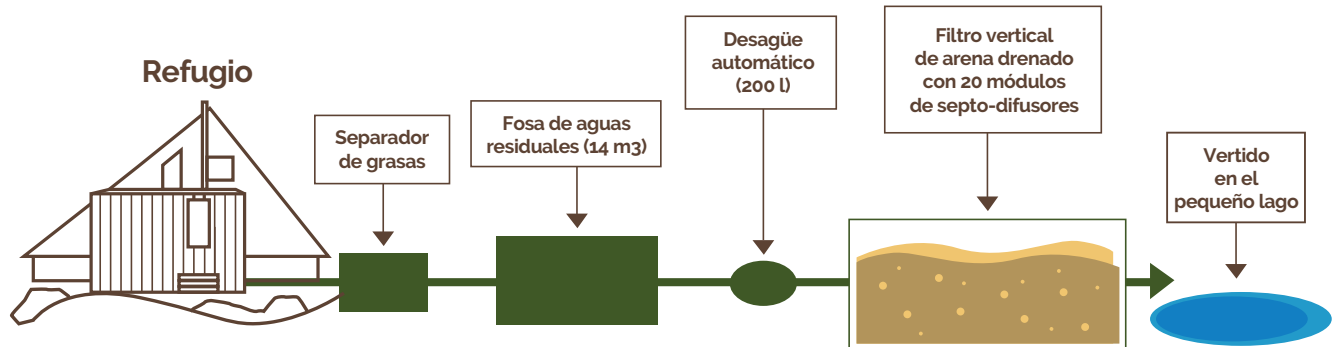 Refugio
Separador
de grasas
Fosa de aguas
residuales (14 m3)
Desagüe
automático
(200 l)
Filtro vertical
de arena drenado
con 20 módulos
de septo-difusores
Vertido
en el
pequeño lago